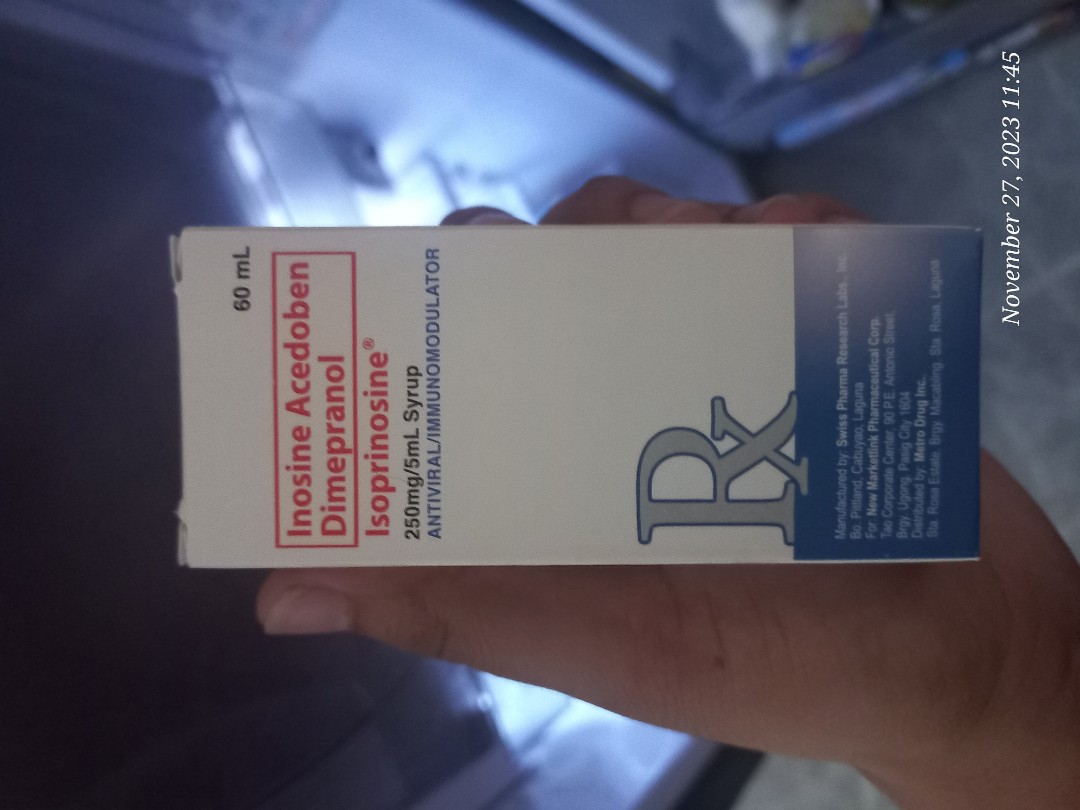 60 mL
Inosine Acedoben
Dimepranol
Isoprinosine®
250mg/5mL Syrup
ANTIVIRAL/IMMUNOMODULATOR
Rx
Manufactured by: Swiss Pharma Research Labs., Inc.
Bo. Pittland, Cabuyao, Laguna
For: New Marketlink Pharmaceutical Corp.
Tao Corporate Center, 90 P.E. Antonio Street,
Brgy. Ugong, Pasig City 1604
Distributed by: Metro Drug Inc.
Sta. Rosa Estate, Brgy. Macabling, Sta. Rosa, Laguna
November 27, 2023 11:45